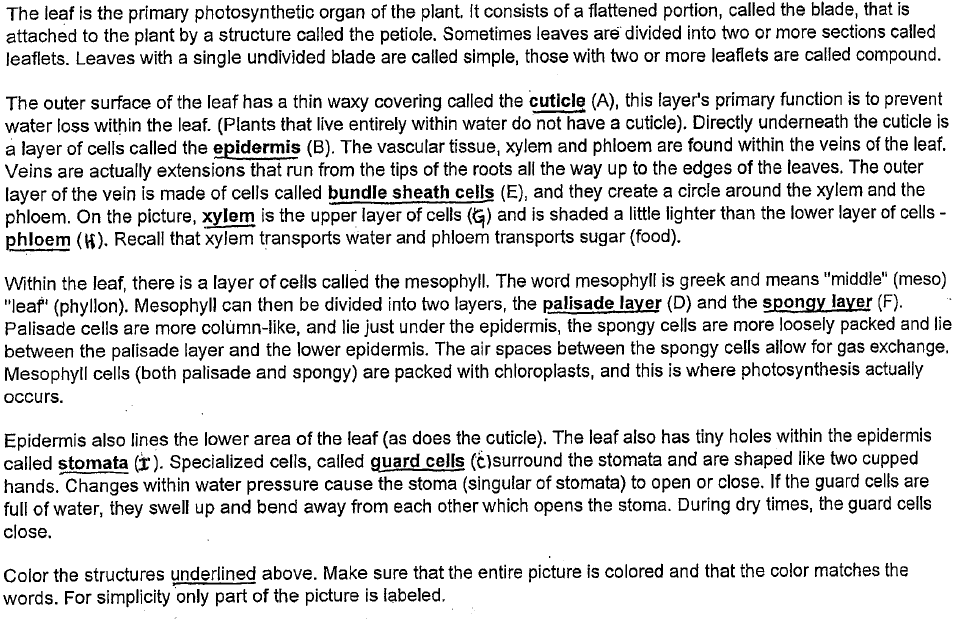 The leaf is the primary photosynthetic organ of the plant. It consists of a flattened portion, called the blade, that is
attached to the plant by a structure called the petiole. Sometimes leaves are divided into two or more sections called
leaflets. Leaves with a single undivided blade are called simple, those with two or more leaflets are called compound.
The outer surface of the leaf has a thin waxy covering called the cuticle (A), this layer's primary function is to prevent
water loss within the leaf. (Plants that live entirely within water do not have a cuticle). Directly underneath the cuticle is
a layer of cells called the epidermis (B). The vascular tissue, xylem and phloem are found within the veins of the leaf.
Veins are actually extensions that run from the tips of the roots all the way up to the edges of the leaves. The outer
layer of the vein is made of cells called bundle sheath cells (E), and they create a circle around the xylem and the
phloem. On the picture, xylem is the upper layer of cells (G) and is shaded a little lighter than the lower layer of cells -
phloem (H). Recall that xylem transports water and phloem transports sugar (food).
Within the leaf, there is a layer of cells called the mesophyll. The word mesophyll is greek and means "middle" (meso)
"leaf" (phyllon). Mesophyll can then be divided into two layers, the palisade layer (D) and the spongy layer (F).
Palisade cells are more column-like, and lie just under the epidermis, the spongy cells are more loosely packed and lie
between the palisade layer and the lower epidermis. The air spaces between the spongy cells allow for gas exchange.
Mesophyll cells (both palisade and spongy) are packed with chloroplasts, and this is where photosynthesis actually
occurs.
Epidermis also lines the lower area of the leaf (as does the cuticle). The leaf also has tiny holes within the epidermis
called stomata (I). Specialized cells, called guard cells (C)surround the stomata and are shaped like two cupped
hands. Changes within water pressure cause the stoma (singular of stomata) to open or close. If the guard cells are
full of water, they swell up and bend away from each other which opens the stoma. During dry times, the guard cells
close.
Color the structures underlined above. Make sure that the entire picture is colored and that the color matches the
words. For simplicity only part of the picture is labeled.